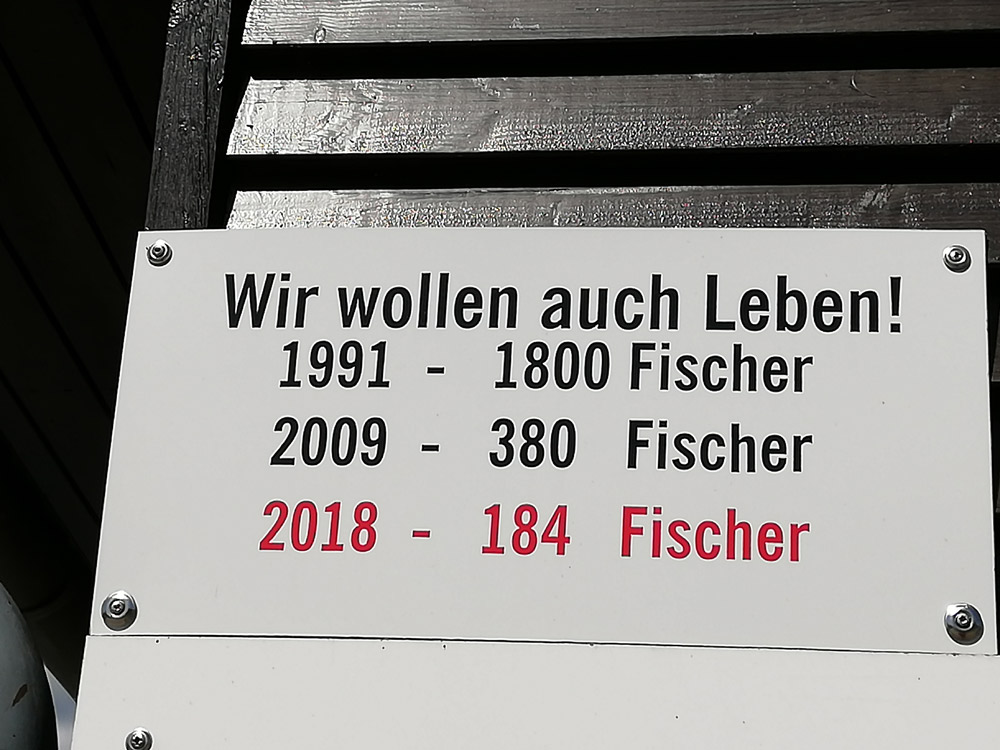 Wir wollen auch Leben!
1991 - 1800 Fischer
2009 - 380 Fischer
2018 - 184 Fischer